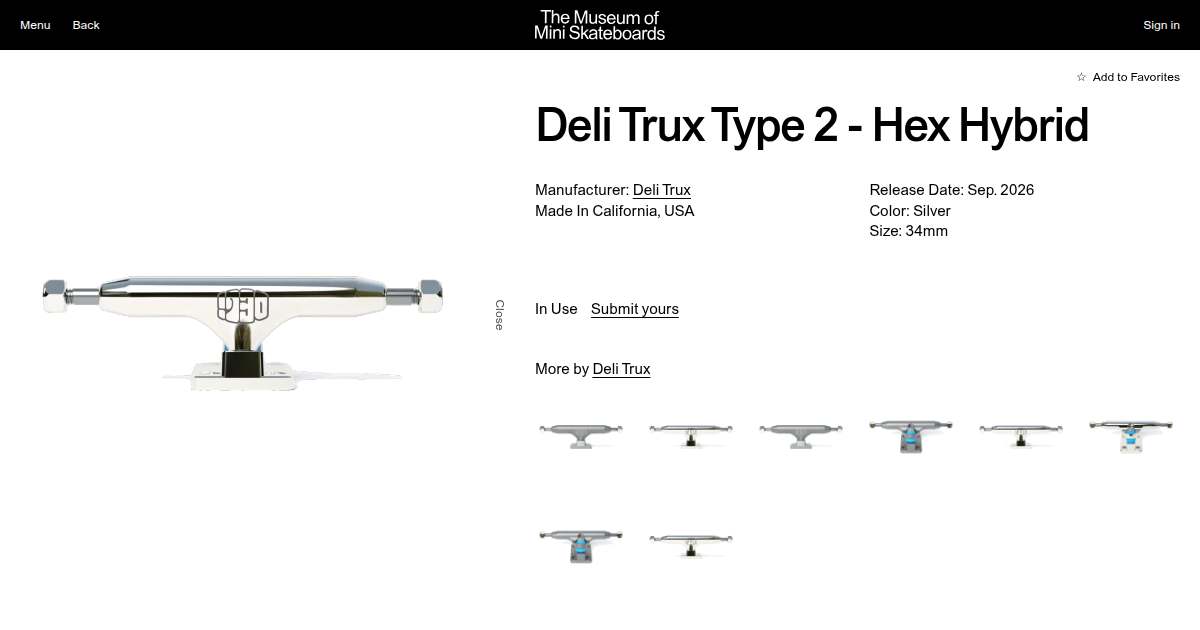 Menu
Back
The Museum of
Mini Skateboards
Sign in
☆ Add to Favorites
Deli Trux Type 2 - Hex Hybrid
Manufacturer: Deli Trux
Made In California, USA
Release Date: Sep. 2026
Color: Silver
Size: 34mm
Close
In Use Submit yours
More by Deli Trux